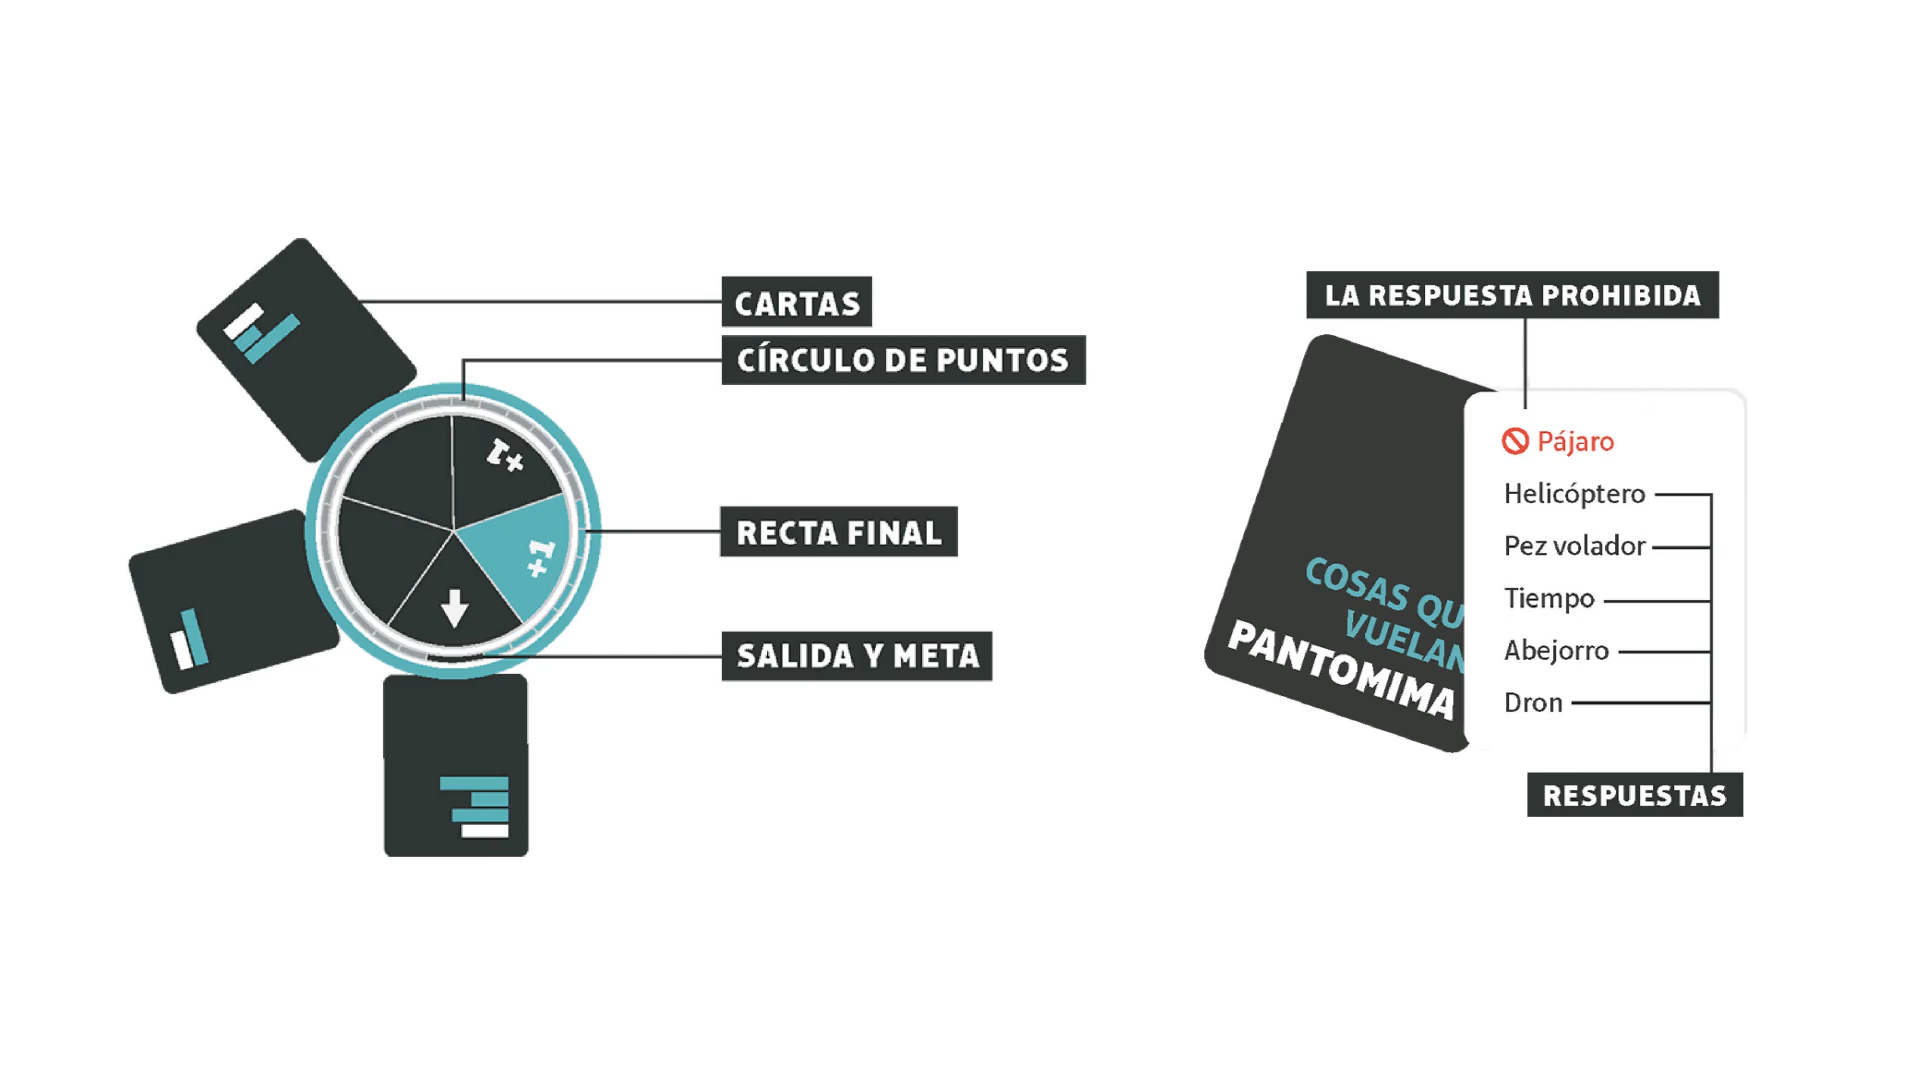 CARTAS
CÍRCULO DE PUNTOS
+1
+1
RECTA FINAL
SALIDA Y META
LA RESPUESTA PROHIBIDA
Pájaro
Helicóptero
Pez volador
Tiempo
Abejorro
Dron
COSAS QU
VUELAN
PANTOMIMA
RESPUESTAS